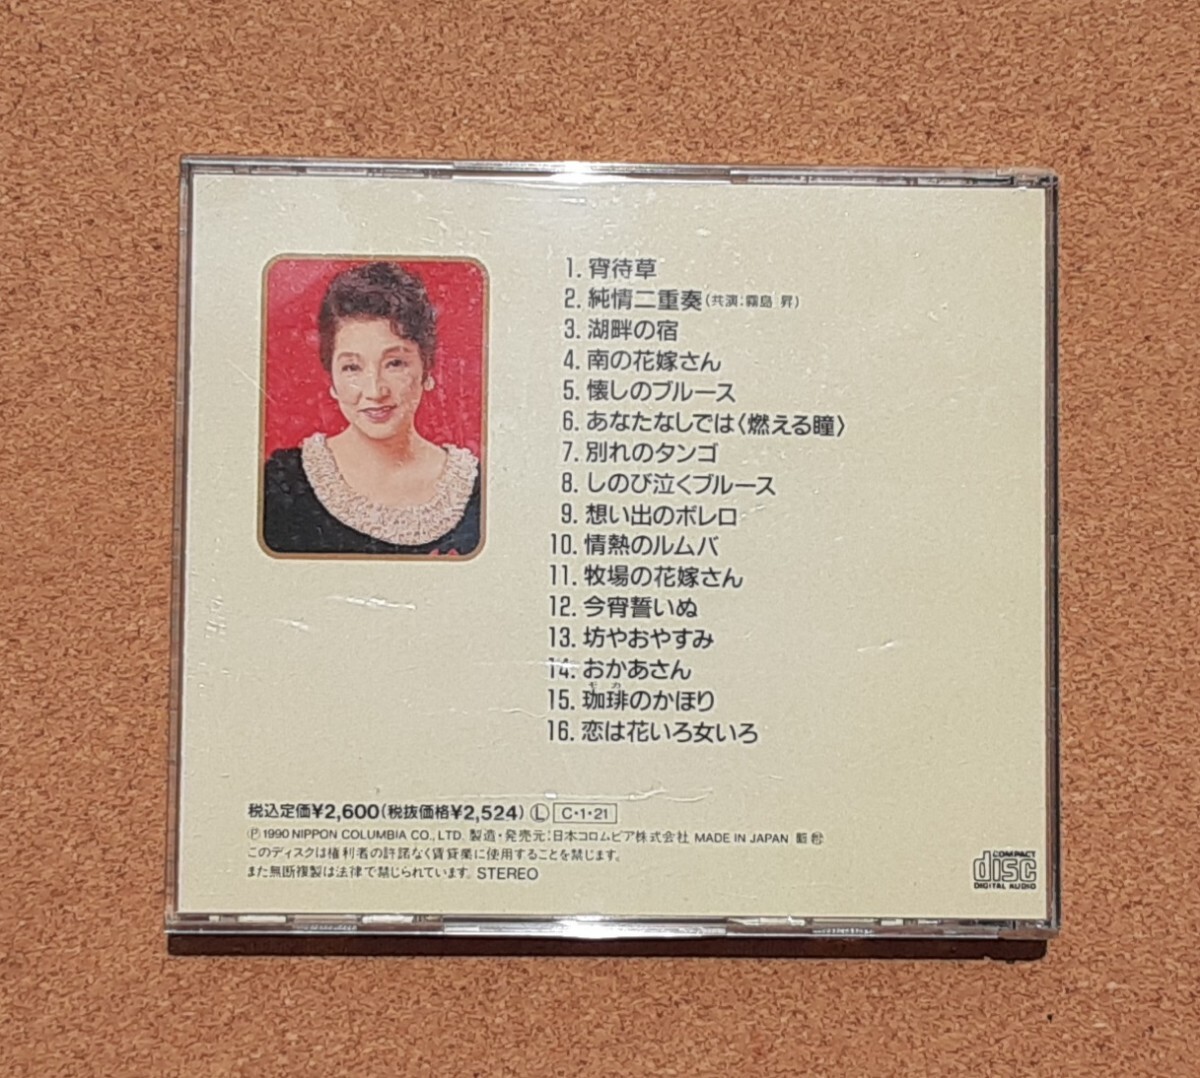 1. 宵待草
2. 純情二重奏(共演:霧島 昇)
3. 湖畔の宿
4. 南の花嫁さん
5. 懐しのブルース
6. あなたなしでは〈燃える瞳〉
7. 別れのタンゴ
8. しのび泣くブルース
9. 想い出のボレロ
10. 情熱のルムバ
11. 牧場の花嫁さん
12. 今宵誓いぬ
13. 坊やおやすみ
14. おかあさん
モカ
15. 珈琲のかほり
16. 恋は花いろ女いろ
税込定価¥2,600(税抜価格¥2,524) Ⓛ C・1・21
Ⓟ 1990 NIPPON COLUMBIA CO., LTD. 製造・発売元:日本コロムビア株式会社 MADE IN JAPAN
このディスクは権利者の許諾なく賃貸業に使用することを禁じます。
また無断複製は法律で禁じられています。 STEREO
COMPACT
disc
DIGITAL AUDIO